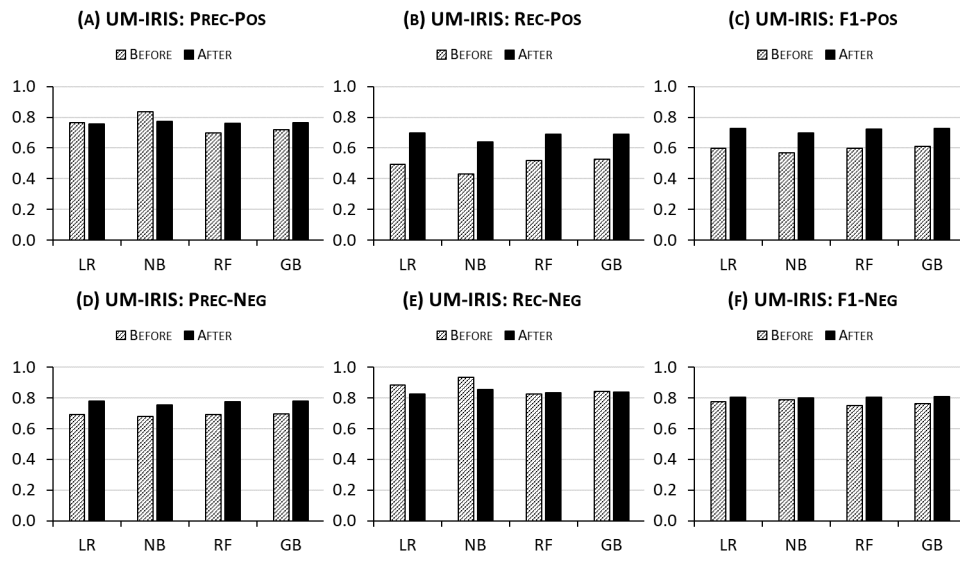 (A) UM-IRIS: PREC-POS
BEFORE AFTER
1.0
0.8
0.6
0.4
0.2
0.0
LR NB RF GB
(B) UM-IRIS: REC-POS
BEFORE AFTER
1.0
0.8
0.6
0.4
0.2
0.0
LR NB RF GB
(C) UM-IRIS: F1-POS
BEFORE AFTER
1.0
0.8
0.6
0.4
0.2
0.0
LR NB RF GB
(D) UM-IRIS: PREC-NEG
BEFORE AFTER
1.0
0.8
0.6
0.4
0.2
0.0
LR NB RF GB
(E) UM-IRIS: REC-NEG
BEFORE AFTER
1.0
0.8
0.6
0.4
0.2
0.0
LR NB RF GB
(F) UM-IRIS: F1-NEG
BEFORE AFTER
1.0
0.8
0.6
0.4
0.2
0.0
LR NB RF GB